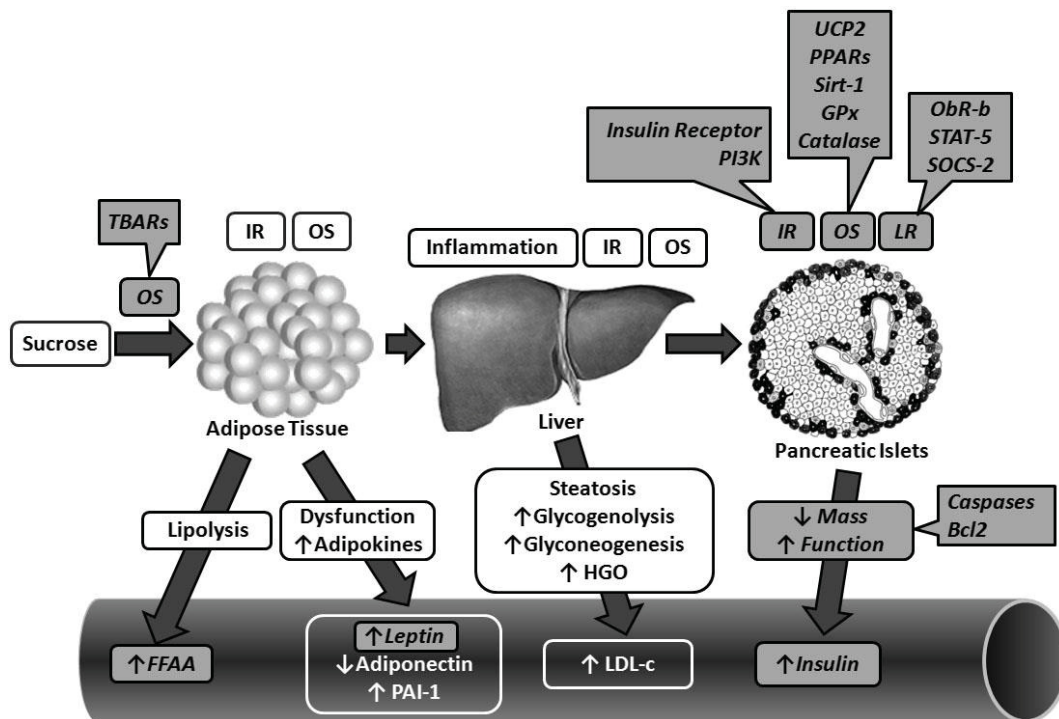 UCP2
PPARs
Sirt-1
GPx
Catalase
Insulin Receptor
PI3K
ObR-b
STAT-5
SOCS-2
TBARs
OS
IR
OS
Inflammation
IR
OS
IR
OS
LR
Sucrose
Adipose Tissue
Liver
Pancreatic Islets
Lipolysis
Dysfunction
↑Adipokines
Steatosis
↑Glycogenolysis
↑Glyconeogenesis
↑ HGO
↓ Mass
↑ Function
Caspases
Bcl2
↑FFAA
↑Leptin
↓Adiponectin
↑ PAI-1
↑ LDL-c
↑Insulin